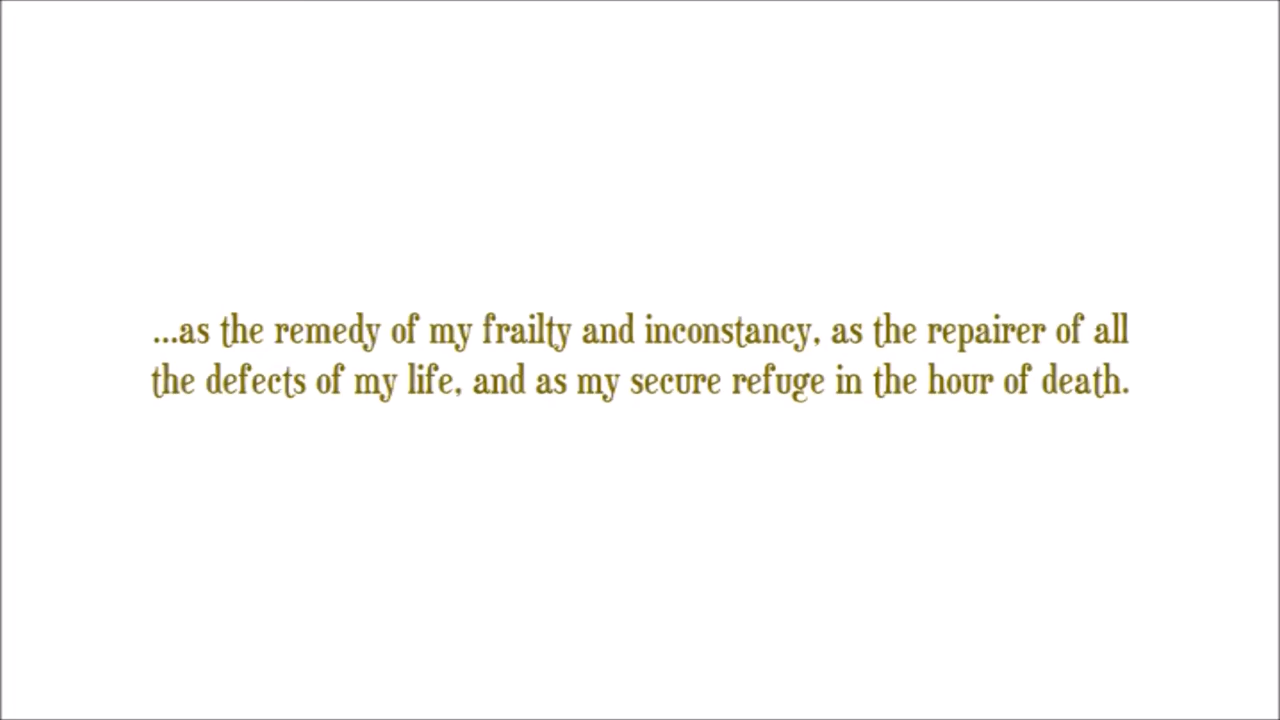 ...as the remedy of my frailty and inconstancy, as the repairer of all
the defects of my life, and as my secure refuge in the hour of death.